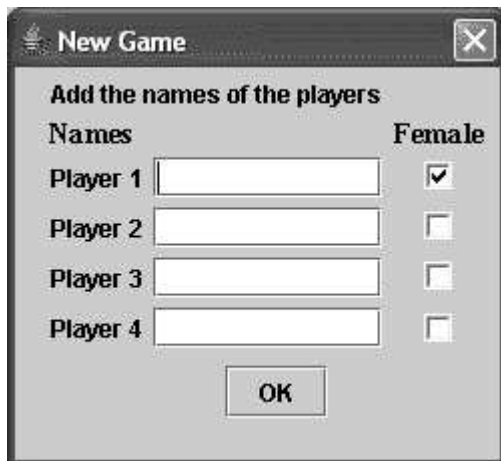 New Game
Add the names of the players
Names Female
Player 1
Player 2
Player 3
Player 4
OK